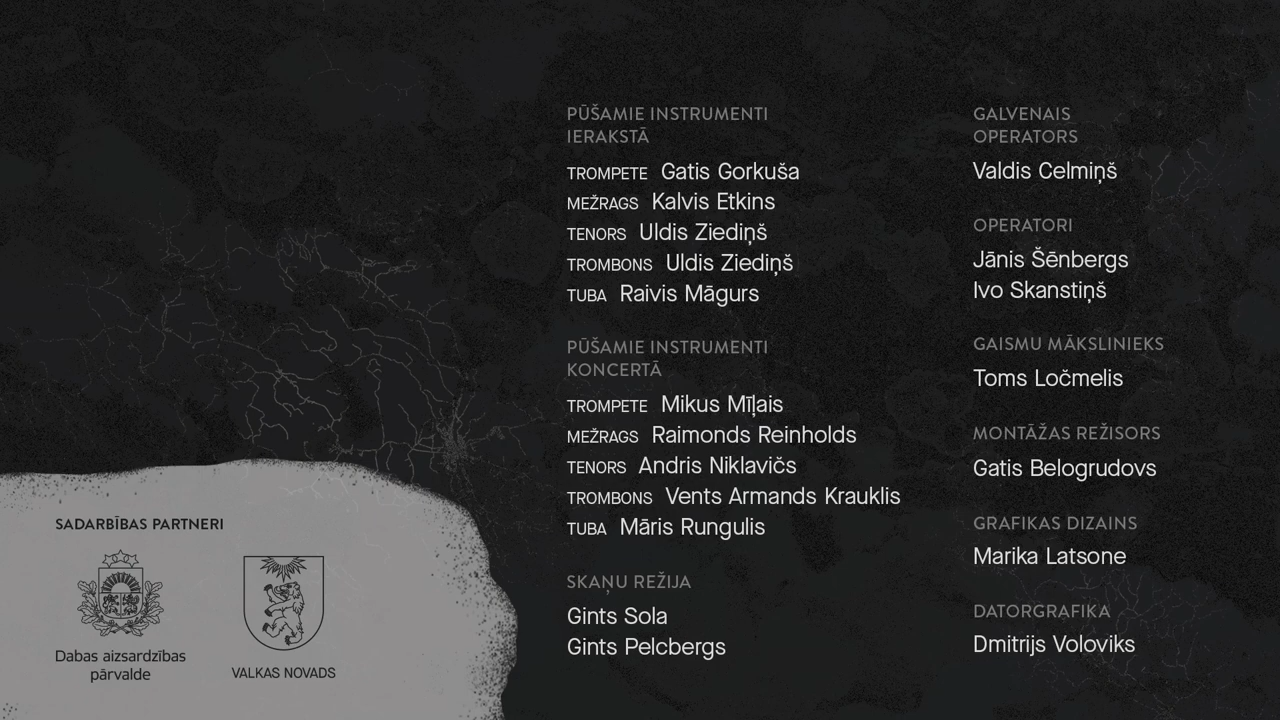 PŪŠAMIE INSTRUMENTI
IERAKSTĀ
TROMPETE Gatis Gorkuša
MEŽRAGS Kalvis Etkins
TENORS Uldis Ziediņš
TROMBONS Uldis Ziediņš
TUBA Raivis Māgurs
PŪŠAMIE INSTRUMENTI
KONCERTĀ
TROMPETE Mikus Mīļais
MEŽRAGS Raimonds Reinholds
TENORS Andris Niklavičs
TROMBONS Vents Armands Krauklis
TUBA Māris Rungulis
SKAŅU REŽIJA
Gints Sola
Gints Pelcbergs
GALVENAIS
OPERATORS
Valdis Celmiņš
OPERATORI
Jānis Šēnbergs
Ivo Skanstiņš
GAISMU MĀKSLINIEKS
Toms Ločmelis
MONTĀŽAS REŽISORS
Gatis Belogrudovs
GRAFIKAS DIZAINS
Marika Latsone
DATORGRAFIKA
Dmitrijs Voloviks
SADARBĪBAS PARTNERI
Dabas aizsardzības
pārvalde
VALKAS NOVADS